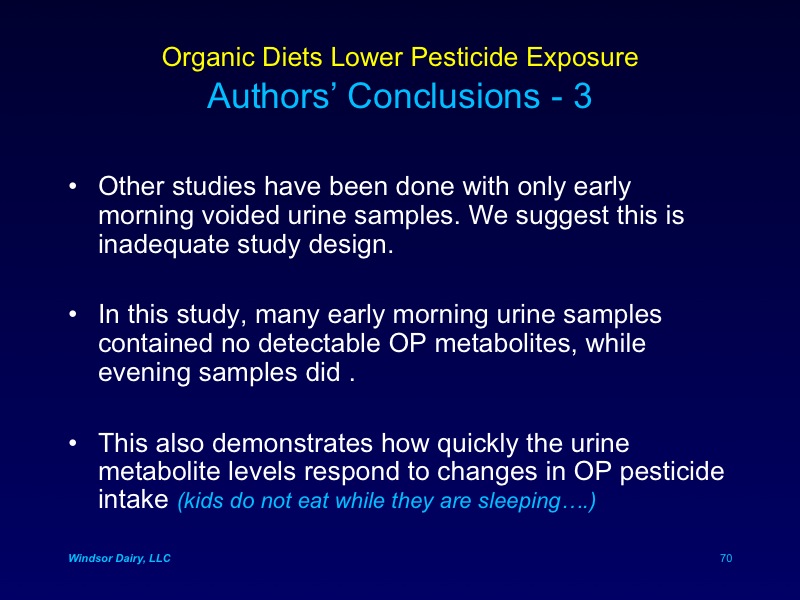 Organic Diets Lower Pesticide Exposure
Authors’ Conclusions - 3
• Other studies have been done with only early
morning voided urine samples. We suggest this is
inadequate study design.
• In this study, many early morning urine samples
contained no detectable OP metabolites, while
evening samples did .
• This also demonstrates how quickly the urine
metabolite levels respond to changes in OP pesticide
intake (kids do not eat while they are sleeping….)
Windsor Dairy, LLC
70